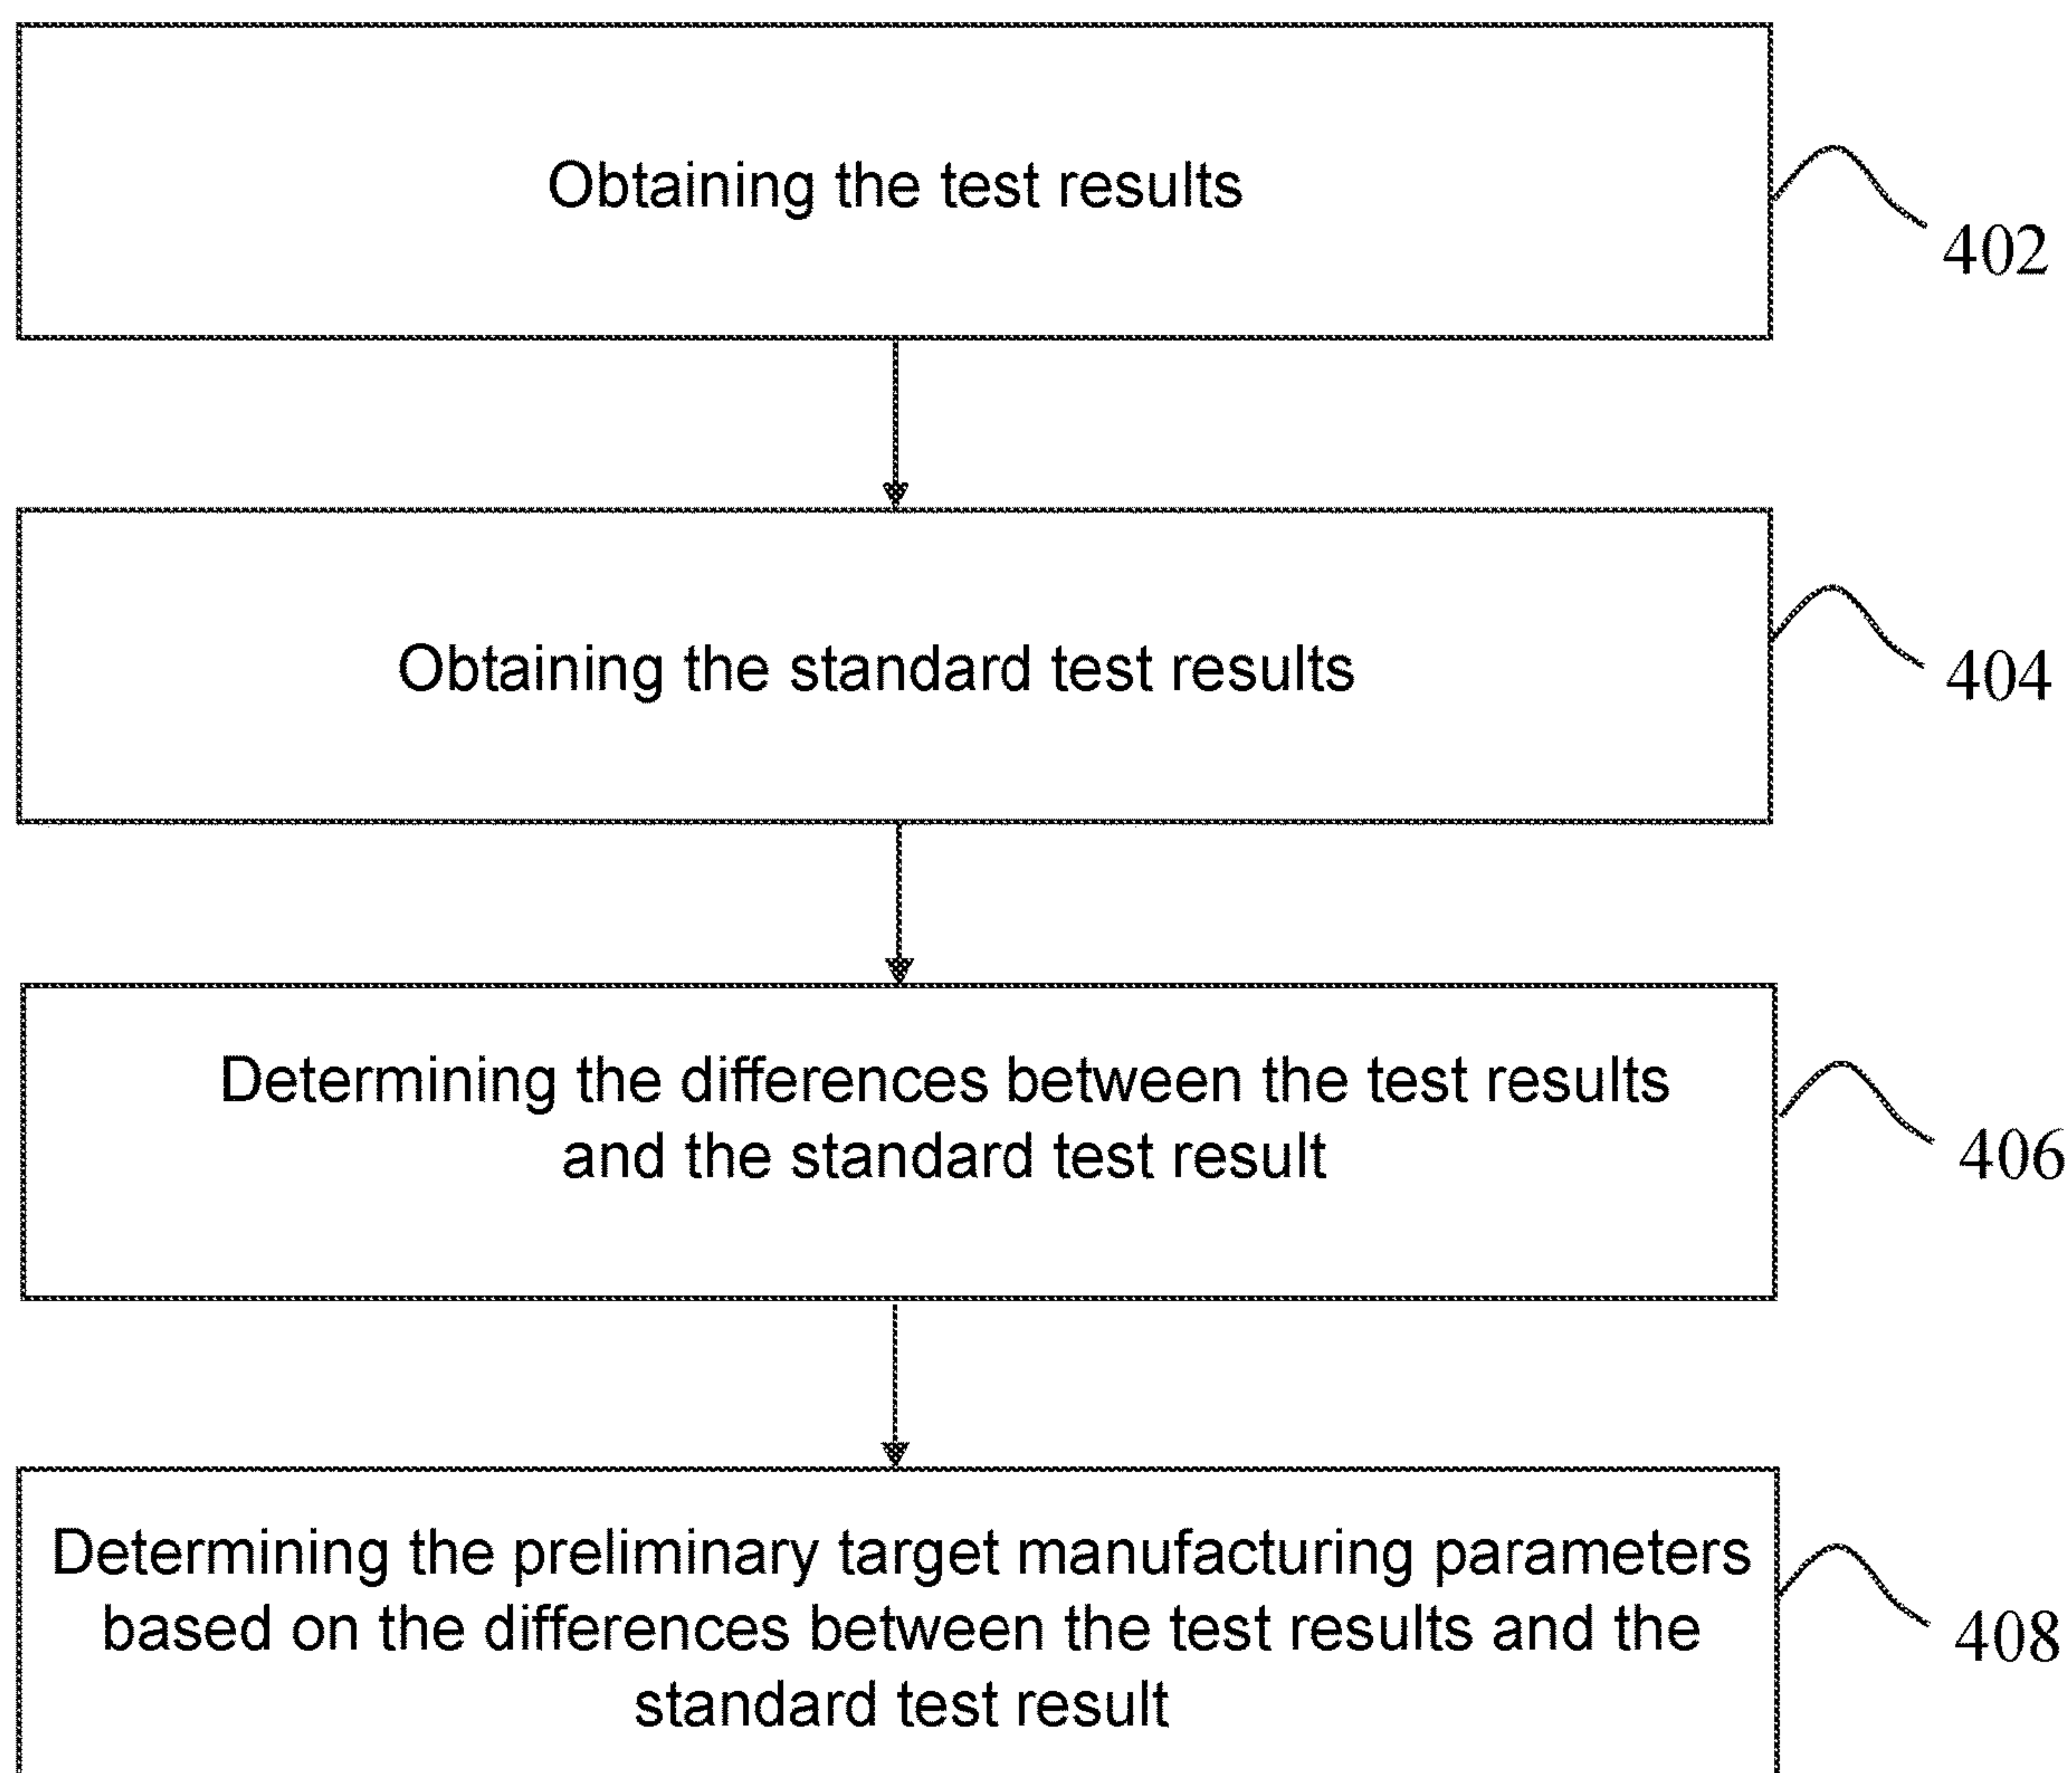 Obtaining the test results
402
Obtaining the standard test results
404
Determining the differences between the test results
and the standard test result
406
Determining the preliminary target manufacturing parameters
based on the differences between the test results and the
standard test result
408